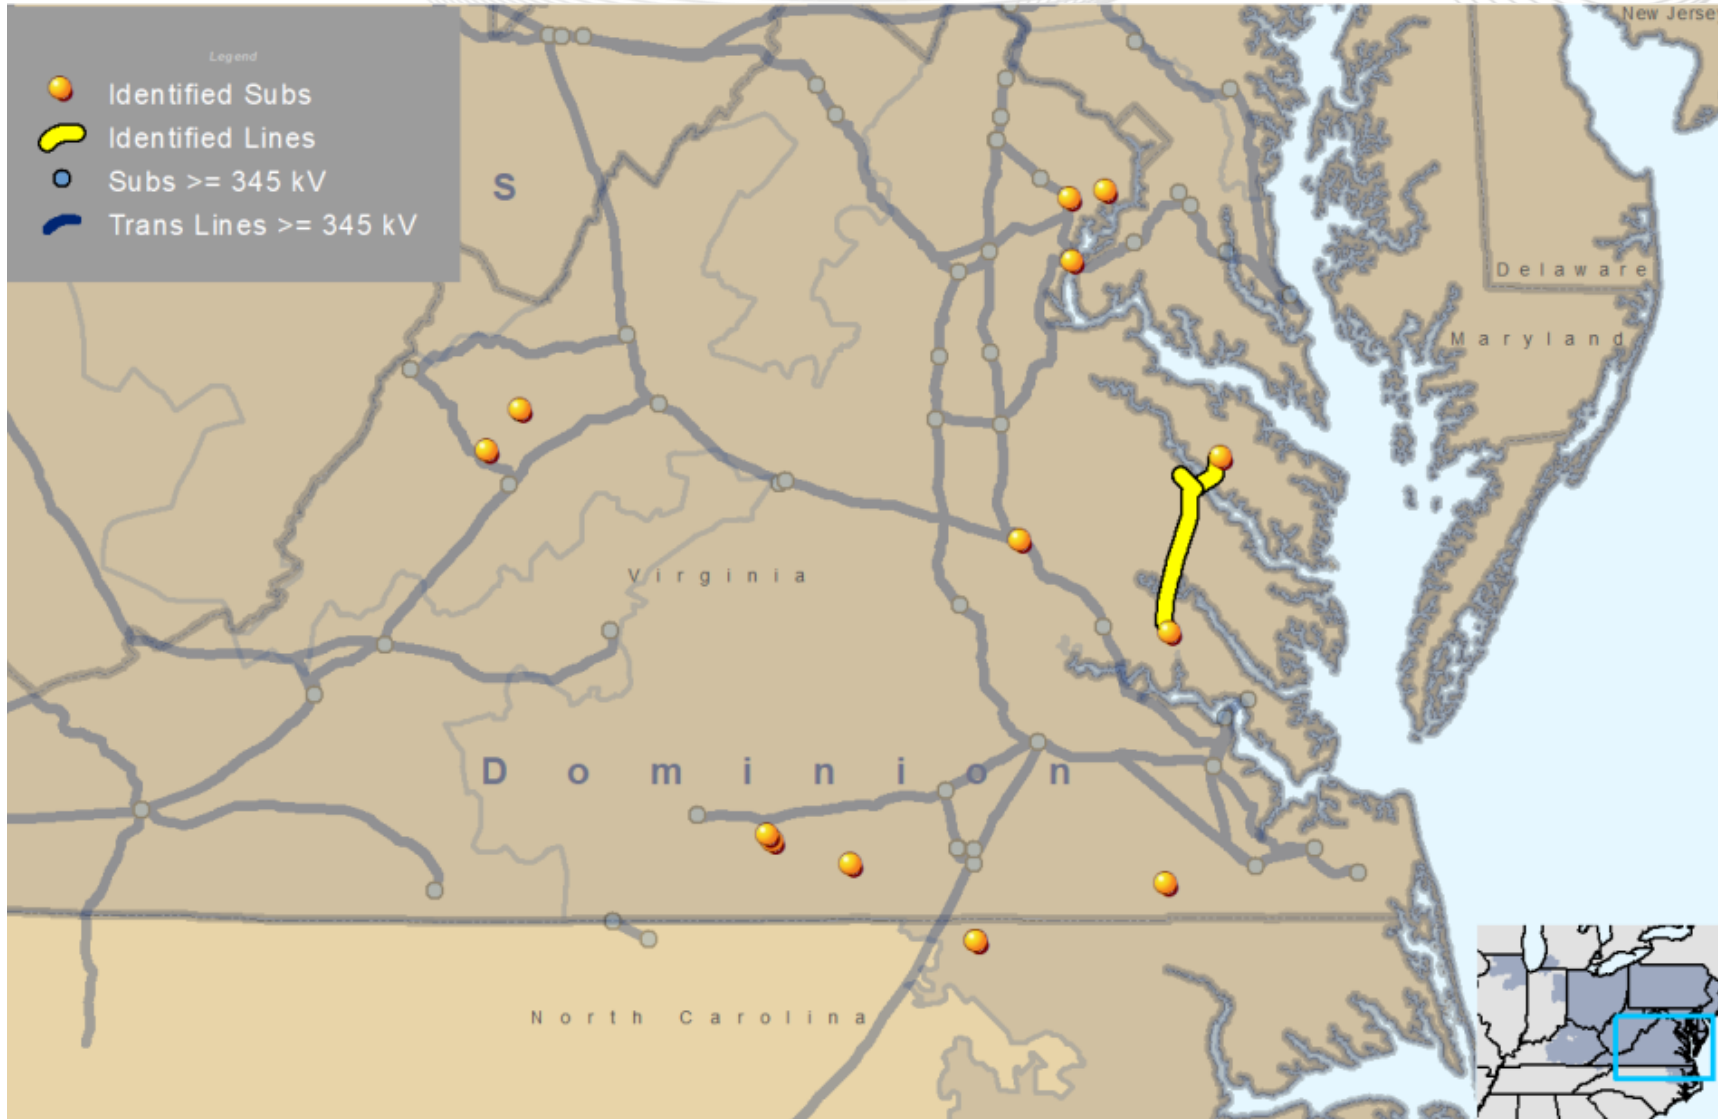 New Jerse
Legend
Identified Subs
Identified Lines
Subs >= 345 kV
Trans Lines >= 345 kV
S
Delaware
Maryland
Virginia
Dominion
North Carolina